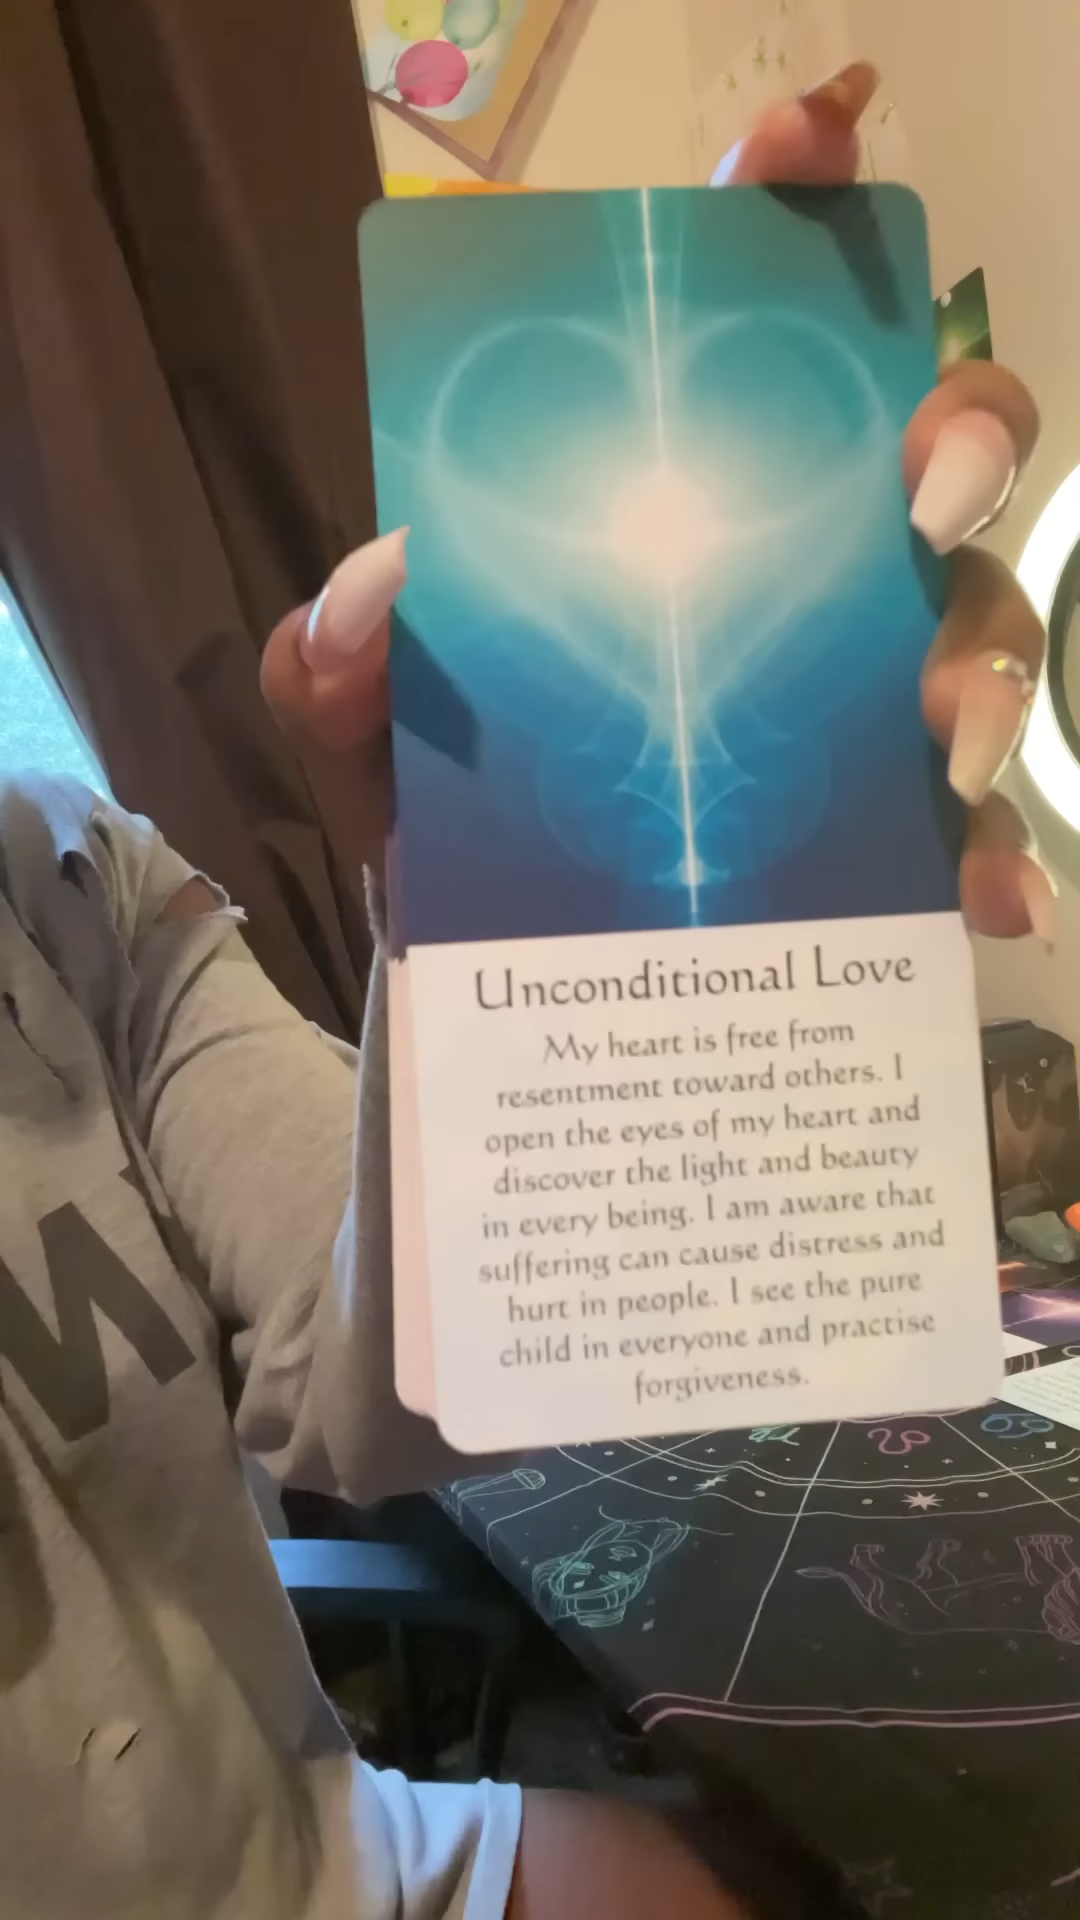 Unconditional Love
My heart is free from
resentment toward others. I
open the eyes of my heart and
discover the light and beauty
in every being. I am aware that
suffering can cause distress and
hurt in people. I see the pure
child in everyone and practise
forgiveness.